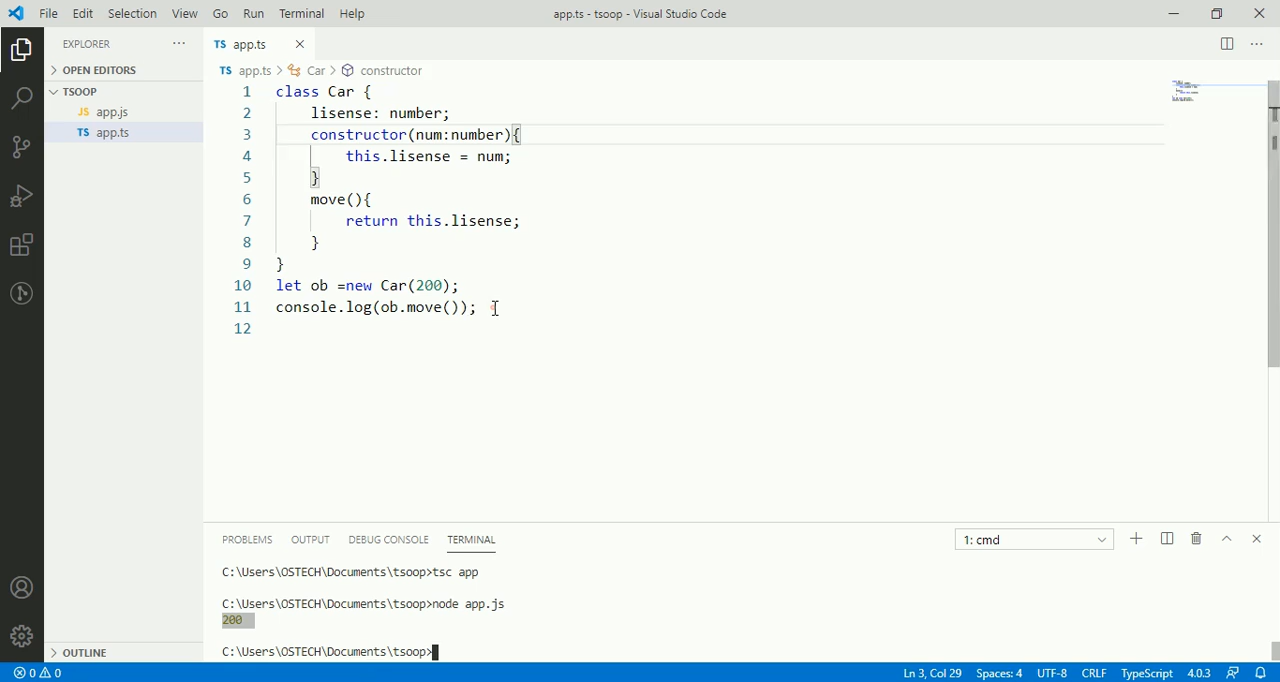 File Edit Selection View Go Run Terminal Help app.ts - tsoop - Visual Studio Code
EXPLORER ··· TS app.ts ×
OPEN EDITORS
TS app.ts > Car > constructor
TSOOP
JS app.js
TS app.ts
1 class Car {
2 lisense: number;
3 constructor(num:number){
4 this.lisense = num;
5 }
6 move(){
7 return this.lisense;
8 }
9 }
10 let ob =new Car(200);
11 console.log(ob.move());
12
PROBLEMS OUTPUT DEBUG CONSOLE TERMINAL 1: cmd
C:\Users\OSTECH\Documents\tsoop>tsc app
C:\Users\OSTECH\Documents\tsoop>node app.js
200
C:\Users\OSTECH\Documents\tsoop>
OUTLINE
0 0 Ln 3, Col 29 Spaces: 4 UTF-8 CRLF TypeScript 4.0.3